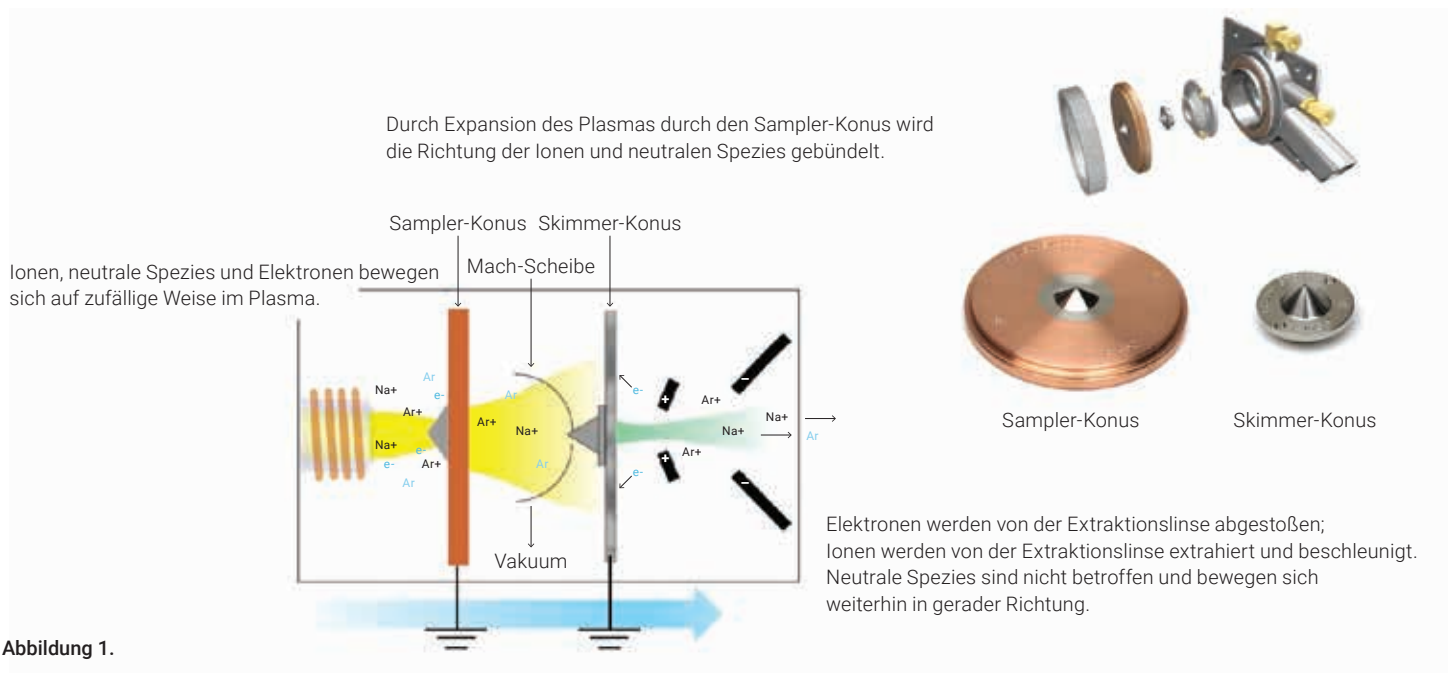 Durch Expansion des Plasmas durch den Sampler-Konus wird
die Richtung der Ionen und neutralen Spezies gebündelt.
Sampler-Konus Skimmer-Konus
Ionen, neutrale Spezies und Elektronen bewegen
sich auf zufällige Weise im Plasma.
Mach-Scheibe
Na+
Ar
e-
Ar+
Na+
e-
e-
Ar+
Ar
Ar+
Na+
Ar
Ar
e-
e-
+
+
Ar+
Na+
Ar+
–
–
Na+
Ar
Vakuum
Sampler-Konus
Skimmer-Konus
Elektronen werden von der Extraktionslinse abgestoßen;
Ionen werden von der Extraktionslinse extrahiert und beschleunigt.
Neutrale Spezies sind nicht betroffen und bewegen sich
weiterhin in gerader Richtung.
Abbildung 1.